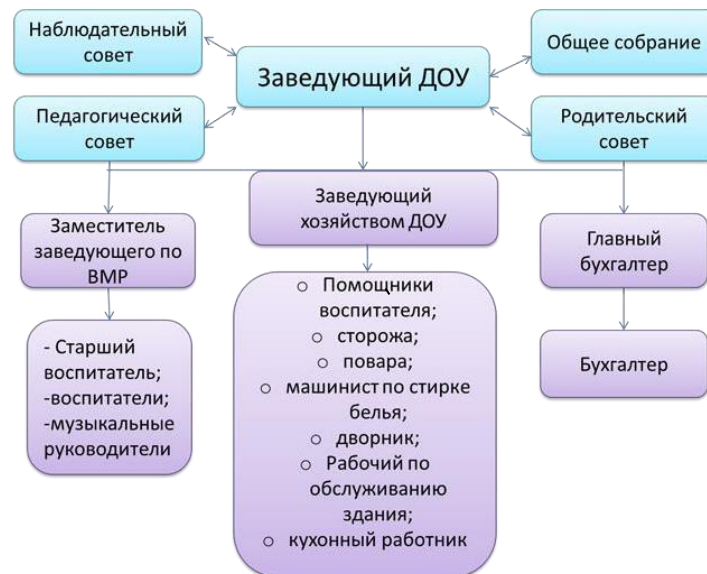 Наблюдательный
совет
Заведующий ДОУ
Общее собрание
Педагогический
совет
Родительский
совет
Заместитель
заведующего по
ВМР
Заведующий
хозяйством ДОУ
Главный
бухгалтер
- Старший
воспитатель;
-воспитатели;
-музыкальные
руководители
o Помощники
воспитателя;
o сторожа;
o повара;
o машинист по стирке
белья;
o дворник;
o Рабочий по
обслуживанию
здания;
o кухонный работник
Бухгалтер